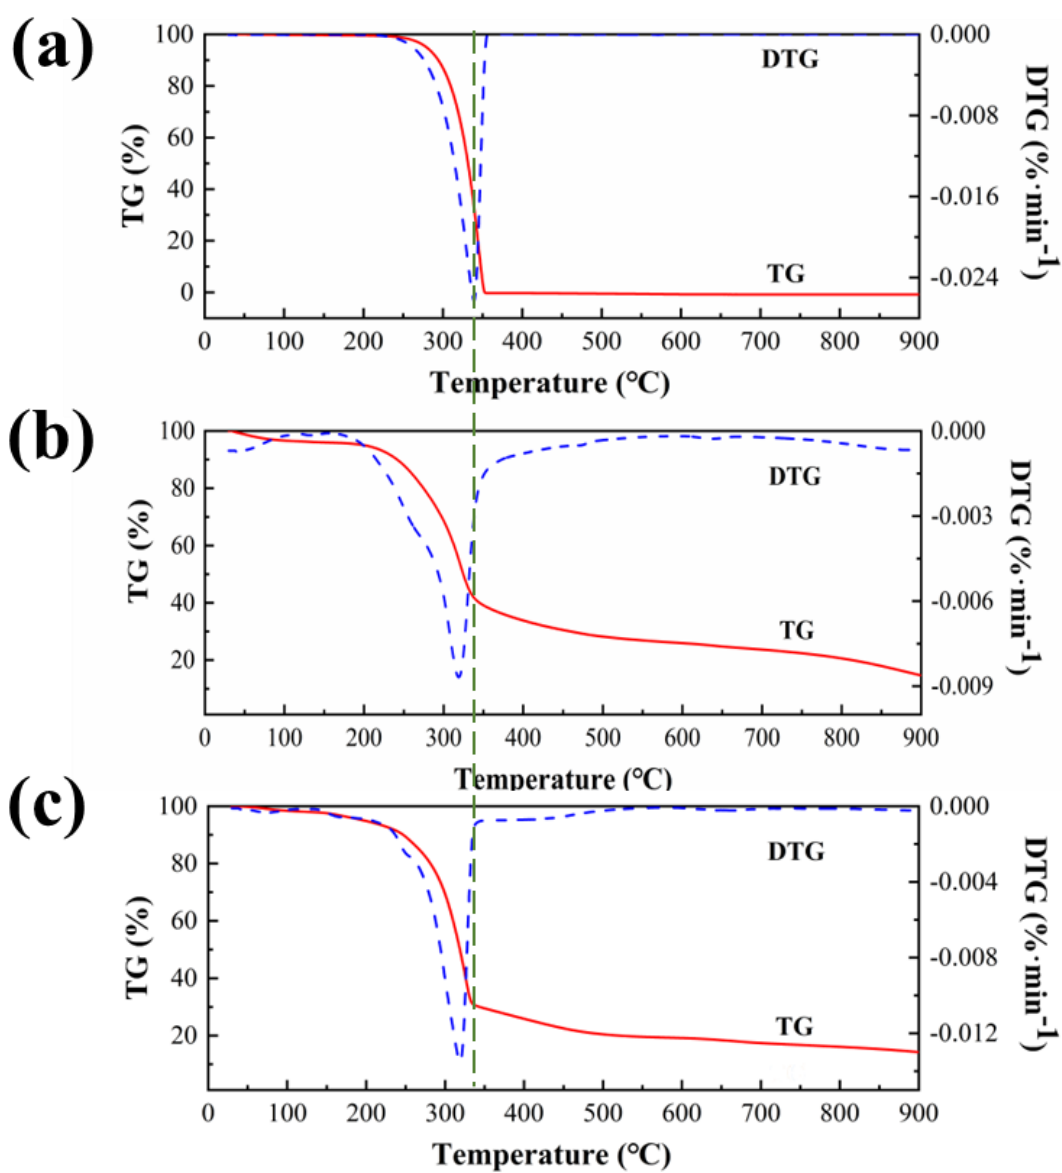 (a)
TG (%)
100
80
60
40
20
0
DTG
TG
0.000
-0.008
-0.016
-0.024
DTG (%·min⁻¹)
0 100 200 300 400 500 600 700 800 900
Temperature (℃)
(b)
TG (%)
100
80
60
40
20
DTG
TG
0.000
-0.003
-0.006
-0.009
DTG (%·min⁻¹)
0 100 200 300 400 500 600 700 800 900
Temperature (℃)
(c)
TG (%)
100
80
60
40
20
DTG
TG
0.000
-0.004
-0.008
-0.012
DTG (%·min⁻¹)
0 100 200 300 400 500 600 700 800 900
Temperature (℃)